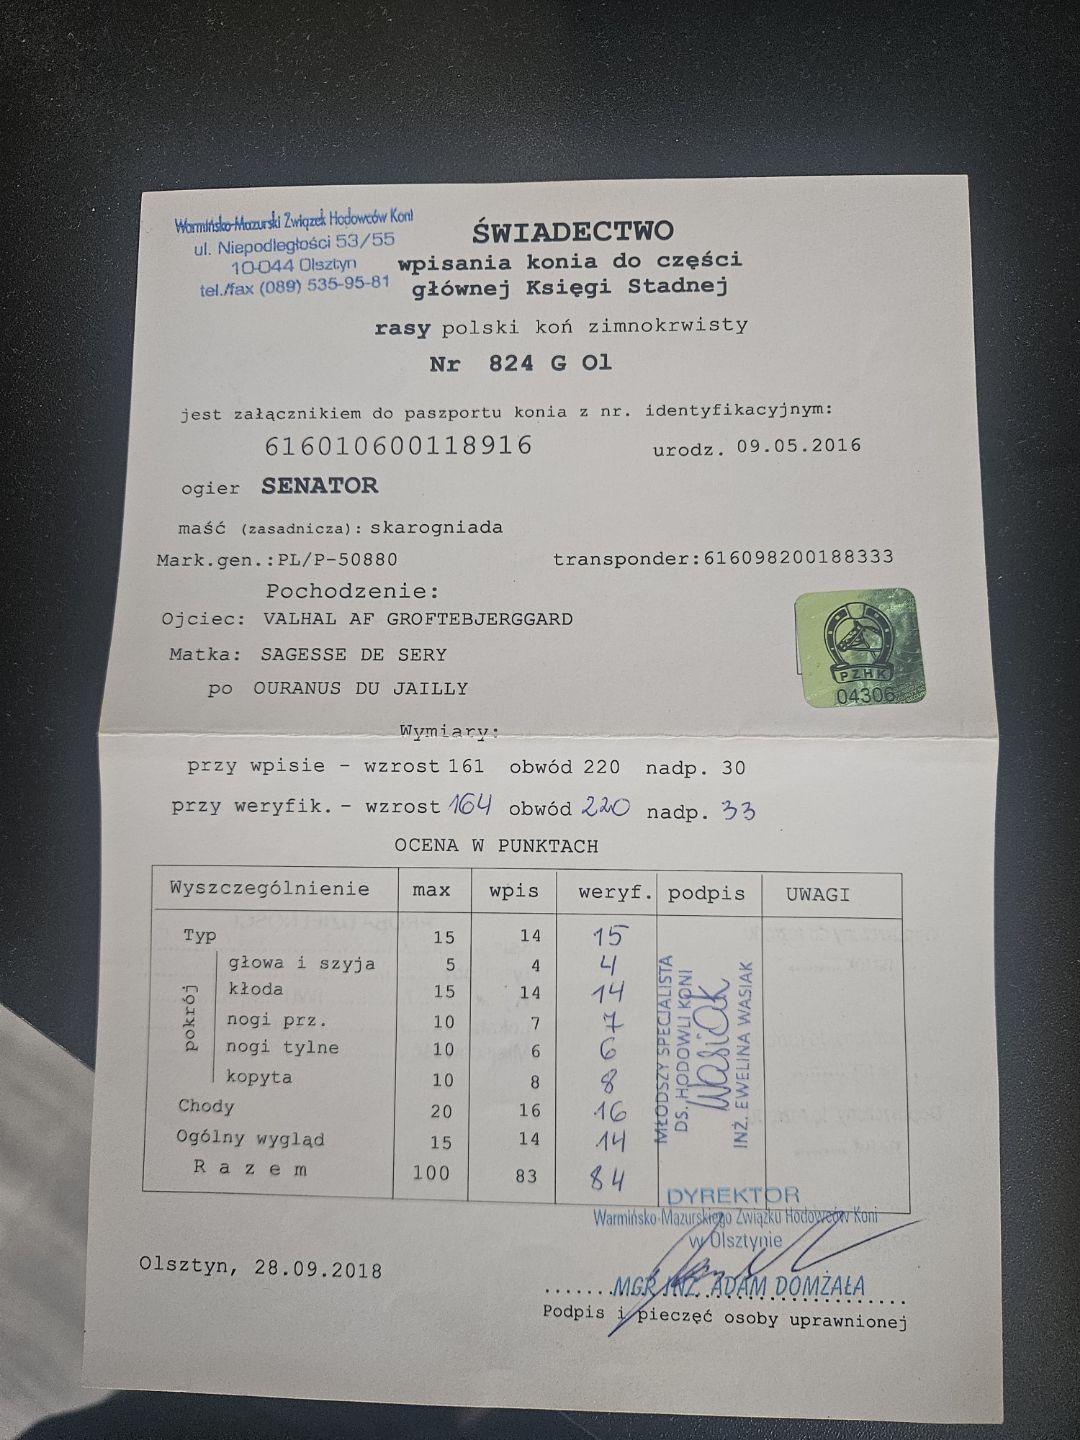 Warmińsko-Mazurski Związek Hodowców Koni
ul. Niepodległości 53/55
10-044 Olsztyn
tel./fax (089) 535-95-81
ŚWIADECTWO
wpisania konia do części
głównej Księgi Stadnej
rasy polski koń zimnokrwisty
Nr 824 G Ol
jest załącznikiem do paszportu konia z nr. identyfikacyjnym:
616010600118916 urodz. 09.05.2016
ogier SENATOR
maść (zasadnicza): skarogniada
Mark.gen.:PL/P-50880 transponder:616098200188333
Pochodzenie:
Ojciec: VALHAL AF GROFTEBJERGGARD
Matka: SAGESSE DE SERY
po OURANUS DU JAILLY
PZHK
04306
Wymiary:
przy wpisie - wzrost 161 obwód 220 nadp. 30
przy weryfik. - wzrost 164 obwód 220 nadp. 33
OCENA W PUNKTACH
Wyszczególnienie max wpis weryf. podpis UWAGI
Typ 15 14 15
pokrój
głowa i szyja 5 4 4
kłoda 15 14 14
nogi prz. 10 7 7
nogi tylne 10 6 6
kopyta 10 8 8
Chody 20 16 16
Ogólny wygląd 15 14 14
Razem 100 83 84
MŁODSZY SPECJALISTA
DS. HODOWLI KONI
Wasiak
INŻ. EWELINA WASIAK
DYREKTOR
Warmińsko-Mazurskiego Związku Hodowców Koni
w Olsztynie
Olsztyn, 28.09.2018
MGR INŻ. ADAM DOMŻAŁA
Podpis i pieczęć osoby uprawnionej